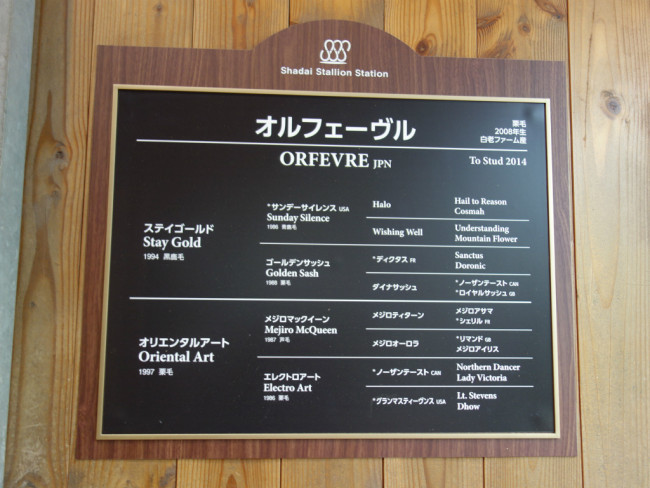 Shadai Stallion Station
オルフェーヴル
栗毛
2008年生
白老ファーム産
ORFEVRE JPN
To Stud 2014
ステイゴールド
Stay Gold
1994 黒鹿毛
*サンデーサイレンス USA
Sunday Silence
1986 青鹿毛
Halo
Hail to Reason
Cosmah
Wishing Well
Understanding
Mountain Flower
ゴールデンサッシュ
Golden Sash
1988 栗毛
*ディクタス FR
Sanctus
Doronic
ダイナサッシュ
*ノーザンテースト CAN
*ロイヤルサッシュ GB
オリエンタルアート
Oriental Art
1997 栗毛
メジロマックイーン
Mejiro McQueen
1987 芦毛
メジロティターン
メジロアサマ
*シェリル FR
メジロオーロラ
*リマンド GB
メジロアイリス
エレクトロアート
Electro Art
1986 栗毛
*ノーザンテースト CAN
Northern Dancer
Lady Victoria
*グランマスティーヴンス USA
Lt. Stevens
Dhow